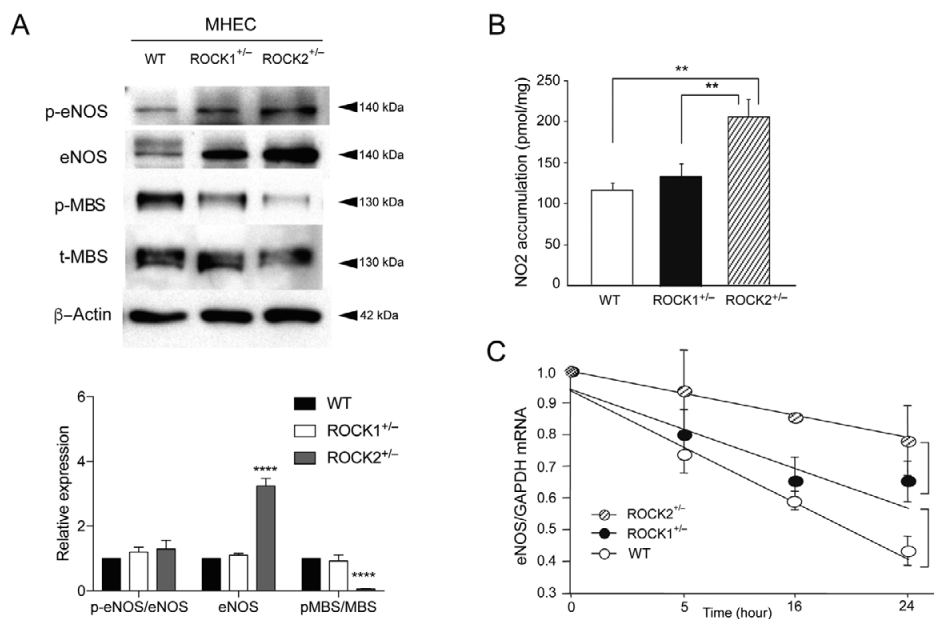 A
MHEC
WT ROCK1+/– ROCK2+/–
p-eNOS 140 kDa
eNOS 140 kDa
p-MBS 130 kDa
t-MBS 130 kDa
β–Actin 42 kDa
6
4
2
0
Relative expression
WT
ROCK1+/–
ROCK2+/–
****
****
p-eNOS/eNOS eNOS pMBS/MBS
B
**
**
250
200
150
100
50
0
NO2 accumulation (pmol/mg)
WT ROCK1+/– ROCK2+/–
C
1.0
0.9
0.8
0.7
0.6
0.5
0.4
0.3
eNOS/GAPDH mRNA
ROCK2+/–
ROCK1+/–
WT
0 5 16 24
Time (hour)